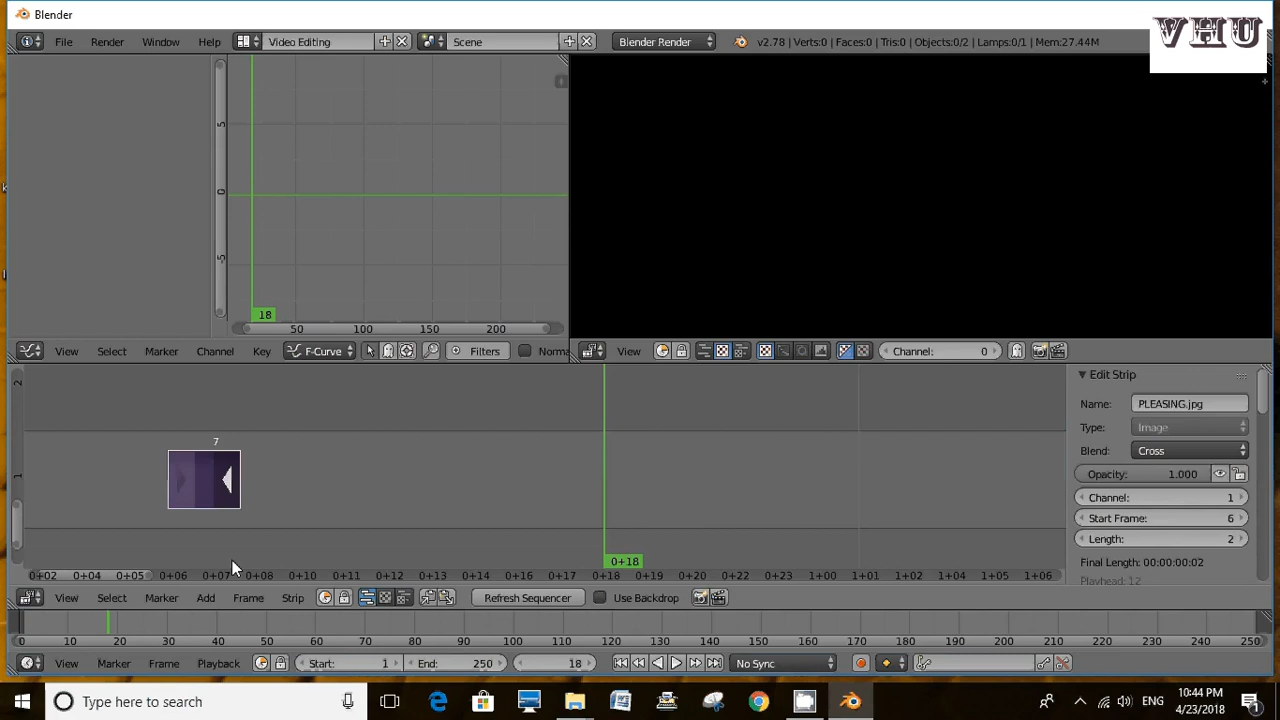 Blender
VHU
File Render Window Help Video Editing Scene Blender Render v2.78 | Verts:0 | Faces:0 | Tris:0 | Objects:0/2 | Lamps:0/1 | Mem:27.44M
5
0
-5
18
50 100 150 200
View Select Marker Channel Key F-Curve Filters Norma
View Channel: 0
2
1
7
0+18
0+02 0+04 0+05 0+06 0+07 0+08 0+10 0+11 0+12 0+13 0+14 0+16 0+17 0+18 0+19 0+20 0+22 0+23 1+00 1+01 1+02 1+04 1+05 1+06
Edit Strip
Name: PLEASING.jpg
Type: Image
Blend: Cross
Opacity: 1.000
Channel: 1
Start Frame: 6
Length: 2
Final Length: 00:00:00:02
Playhead: 12
View Select Marker Add Frame Strip Refresh Sequencer Use Backdrop
0 10 20 30 40 50 60 70 80 90 100 110 120 130 140 150 160 170 180 190 200 210 220 230 240 250
View Marker Frame Playback Start: 1 End: 250 18 No Sync
Type here to search
ENG
10:44 PM
4/23/2018
1